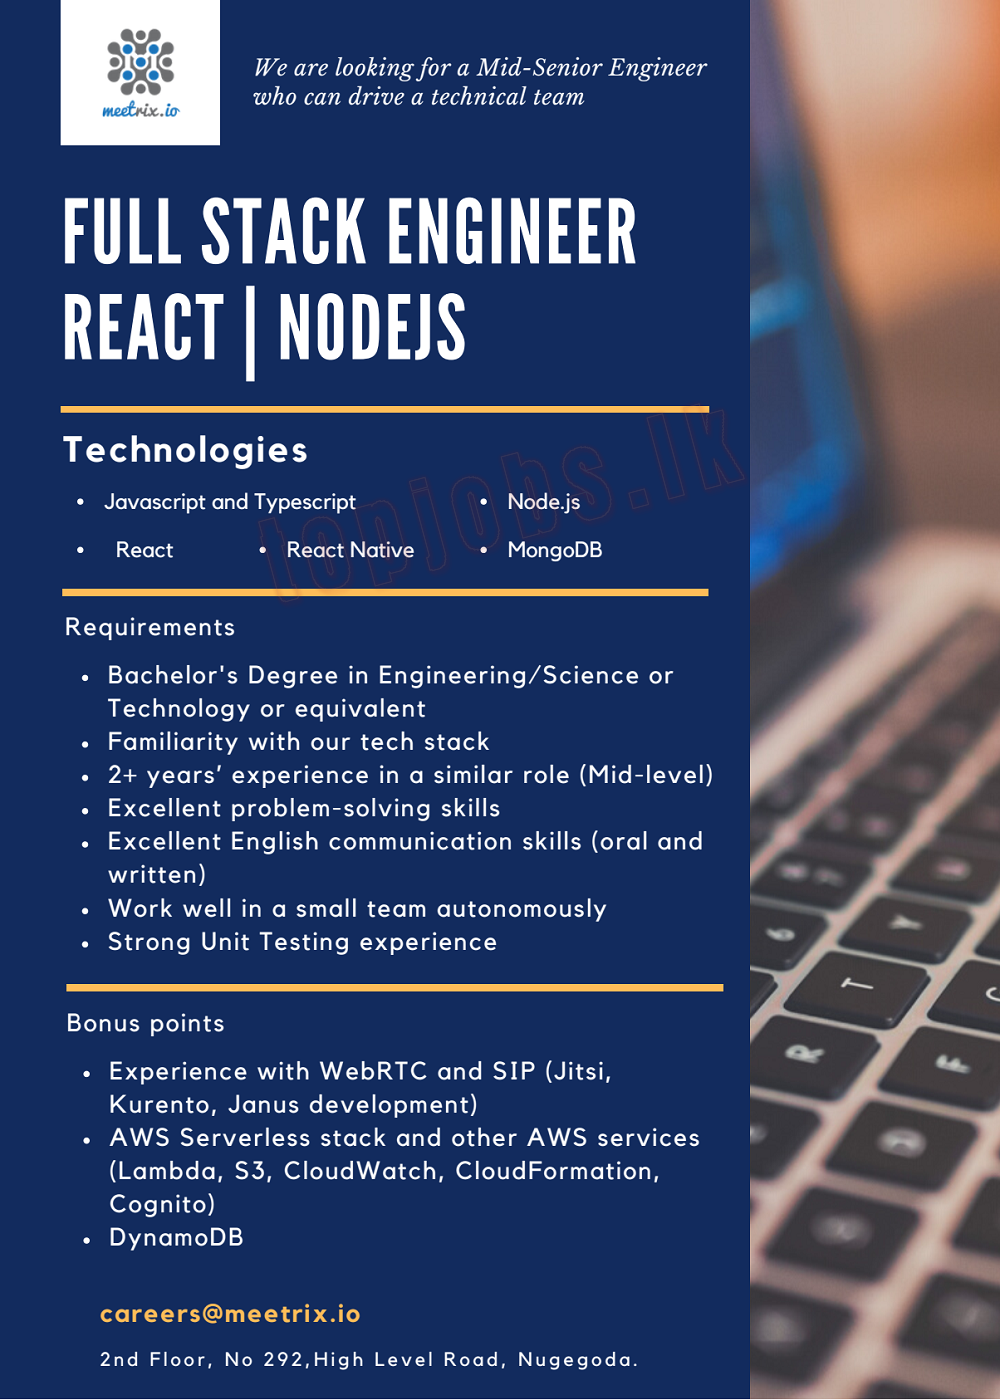 meetrix.io
We are looking for a Mid-Senior Engineer
who can drive a technical team
FULL STACK ENGINEER
REACT | NODEJS
Technologies
• Javascript and Typescript • Node.js
• React • React Native • MongoDB
topjobs.lk
Requirements
• Bachelor's Degree in Engineering/Science or
Technology or equivalent
• Familiarity with our tech stack
• 2+ years’ experience in a similar role (Mid-level)
• Excellent problem-solving skills
• Excellent English communication skills (oral and
written)
• Work well in a small team autonomously
• Strong Unit Testing experience
Bonus points
• Experience with WebRTC and SIP (Jitsi,
Kurento, Janus development)
• AWS Serverless stack and other AWS services
(Lambda, S3, CloudWatch, CloudFormation,
Cognito)
• DynamoDB
careers@meetrix.io
2nd Floor, No 292,High Level Road, Nugegoda.
6
Y
T
R
F
D